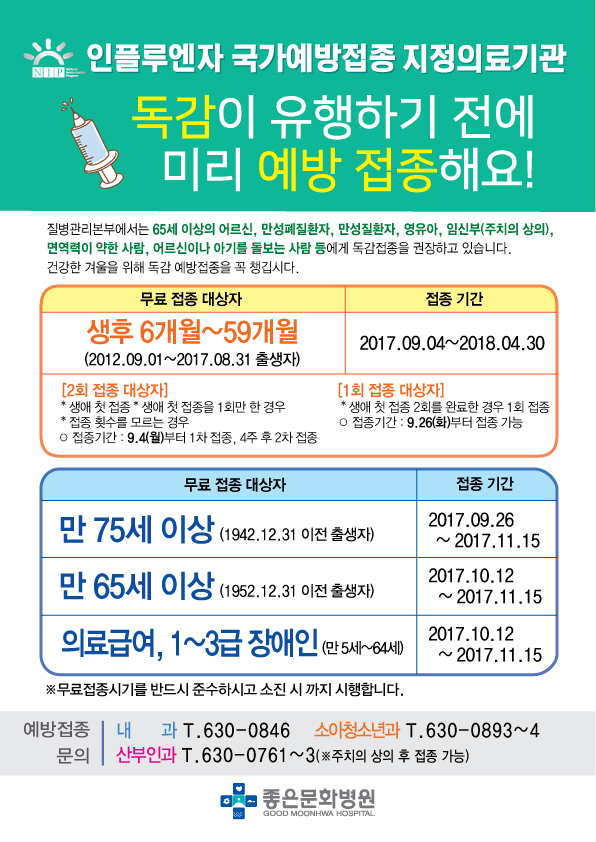 NIP National Immunization Program
인플루엔자 국가예방접종 지정의료기관
독감이 유행하기 전에
미리 예방 접종해요!
질병관리본부에서는 65세 이상의 어르신, 만성폐질환자, 만성질환자, 영유아, 임신부(주치의 상의),
면역력이 약한 사람, 어르신이나 아기를 돌보는 사람 등에게 독감접종을 권장하고 있습니다.
건강한 겨울을 위해 독감 예방접종을 꼭 챙깁시다.
무료 접종 대상자 접종 기간
생후 6개월~59개월
(2012.09.01~2017.08.31 출생자)
2017.09.04~2018.04.30
[2회 접종 대상자]
* 생애 첫 접종 * 생애 첫 접종을 1회만 한 경우
* 접종 횟수를 모르는 경우
○ 접종기간 : 9.4(월)부터 1차 접종, 4주 후 2차 접종
[1회 접종 대상자]
* 생애 첫 접종 2회를 완료한 경우 1회 접종
○ 접종기간 : 9.26(화)부터 접종 가능
무료 접종 대상자 접종 기간
만 75세 이상 (1942.12.31 이전 출생자)
2017.09.26
~ 2017.11.15
만 65세 이상 (1952.12.31 이전 출생자)
2017.10.12
~ 2017.11.15
의료급여, 1~3급 장애인 (만 5세~64세)
2017.10.12
~ 2017.11.15
※무료접종시기를 반드시 준수하시고 소진 시 까지 시행합니다.
예방접종 문의
내 과 T.630-0846 소아청소년과 T.630-0893~4
산부인과 T.630-0761~3(※주치의 상의 후 접종 가능)
좋은문화병원
GOOD MOONHWA HOSPITAL